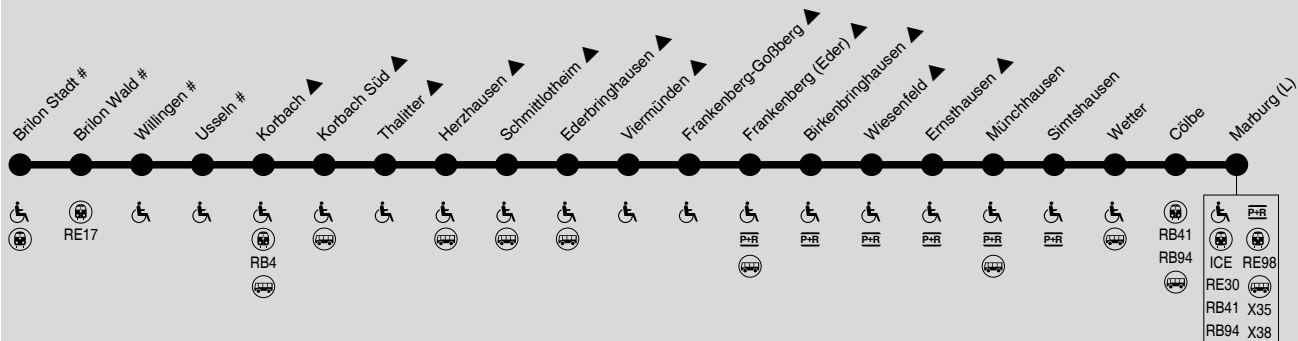 Brilon Stadt #
Brilon Wald #
Willingen #
Usseln #
Korbach
Korbach Süd
Thalitter
Herzhausen
Schmittlotheim
Ederbringhausen
Viermünden
Frankenberg-Goßberg
Frankenberg (Eder)
Birkenbringhausen
Wiesenfeld
Ernsthausen
Münchhausen
Simtshausen
Wetter
Cölbe
Marburg (L)
RE17
RB4
P+R
P+R
P+R
P+R
P+R
P+R
RB41
RB94
P+R
ICE RE98
RE30
RB41 X35
RB94 X38